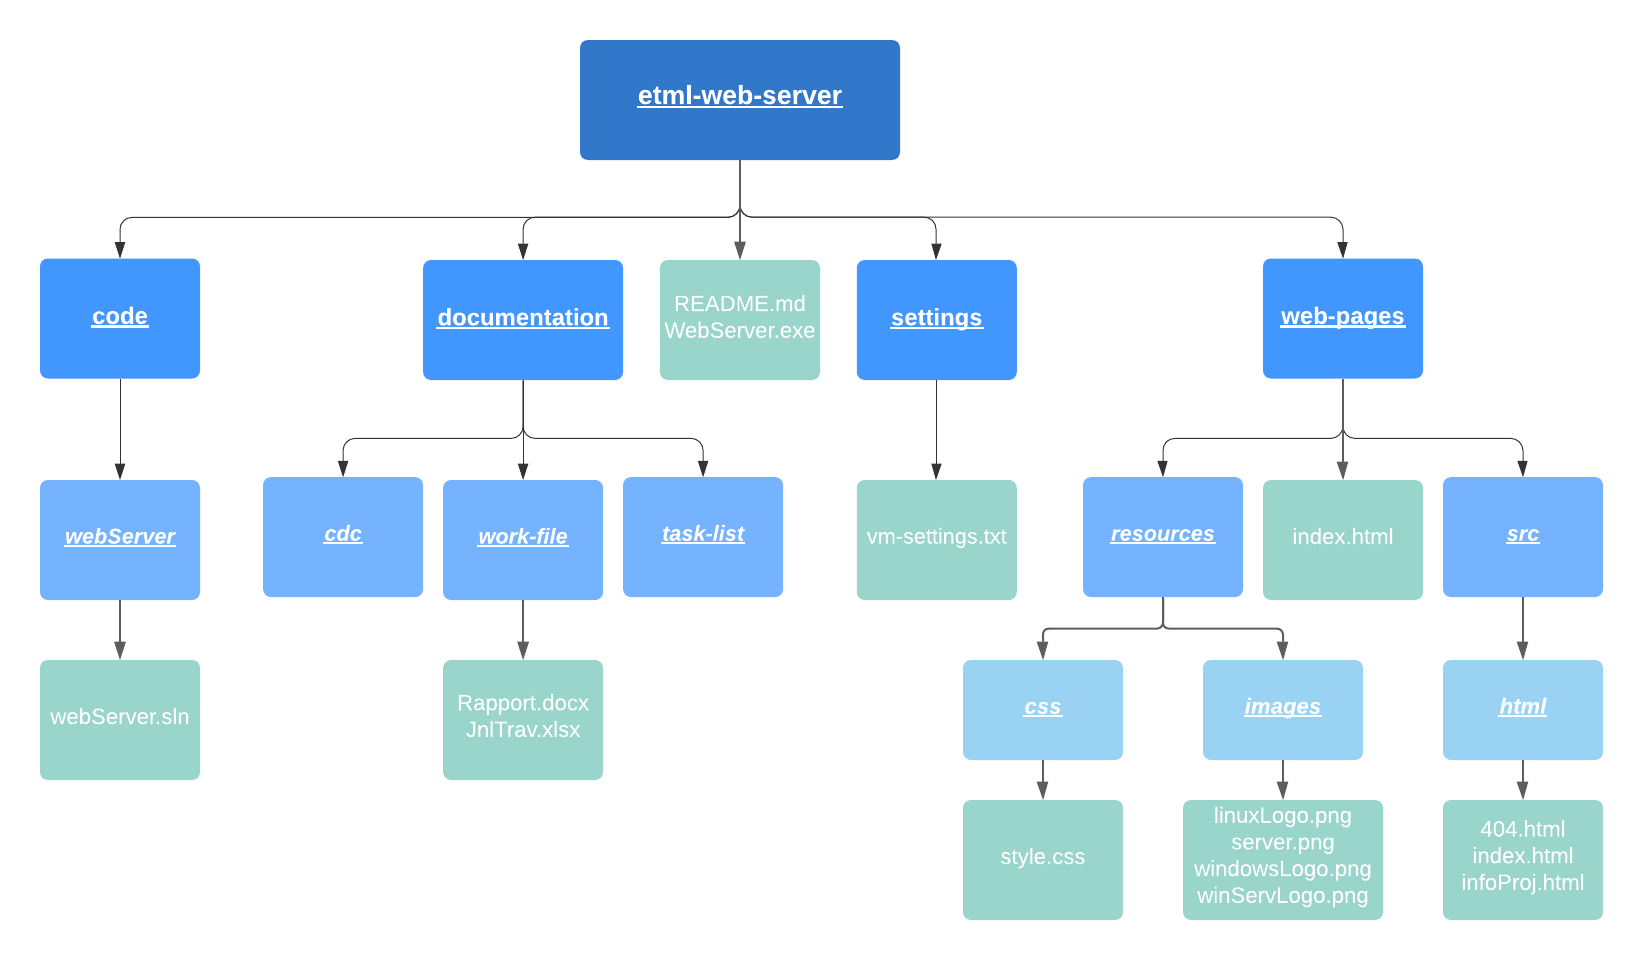 etml-web-server
code
documentation
README.md
WebServer.exe
settings
web-pages
webServer
cdc
work-file
task-list
vm-settings.txt
resources
index.html
src
webServer.sln
Rapport.docx
JnlTrav.xlsx
css
images
html
style.css
linuxLogo.png
server.png
windowsLogo.png
winServLogo.png
404.html
index.html
infoProj.html